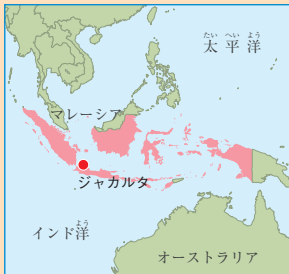 たい へい よう
太平洋
マレーシア
ジャカルタ
よう
インド洋
オーストラリア